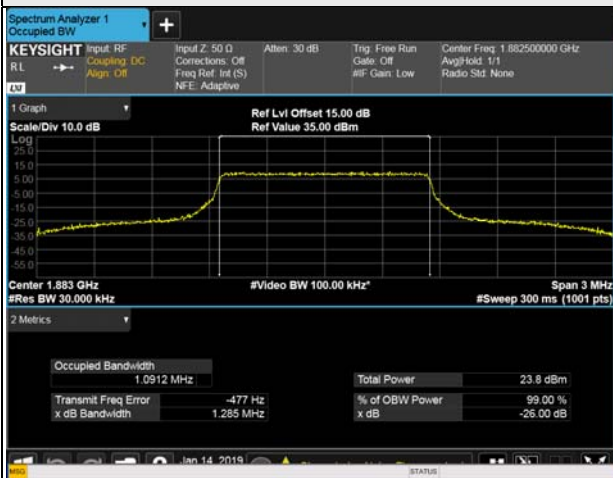 Spectrum Analyzer 1
Occupied BW
KEYSIGHT Input: RF Input Z: 50 Ω Atten: 30 dB Trig: Free Run Center Freq: 1.882500000 GHz
RL Coupling: DC Corrections: Off Gate: Off Avg|Hold: 1/1
Align: Off Freq Ref: Int (S) #IF Gain: Low Radio Std: None
LXI NFE: Adaptive
1 Graph Ref Lvl Offset 15.00 dB
Scale/Div 10.0 dB Ref Value 35.00 dBm
Log
25.0
15.0
5.00
-5.00
-15.0
-25.0
-35.0
-45.0
-55.0
Center 1.883 GHz #Video BW 100.00 kHz* Span 3 MHz
#Res BW 30.000 kHz #Sweep 300 ms (1001 pts)
2 Metrics
Occupied Bandwidth
1.0912 MHz Total Power 23.8 dBm
Transmit Freq Error -477 Hz % of OBW Power 99.00 %
x dB Bandwidth 1.285 MHz x dB -26.00 dB
Jan 14, 2019
MSG STATUS